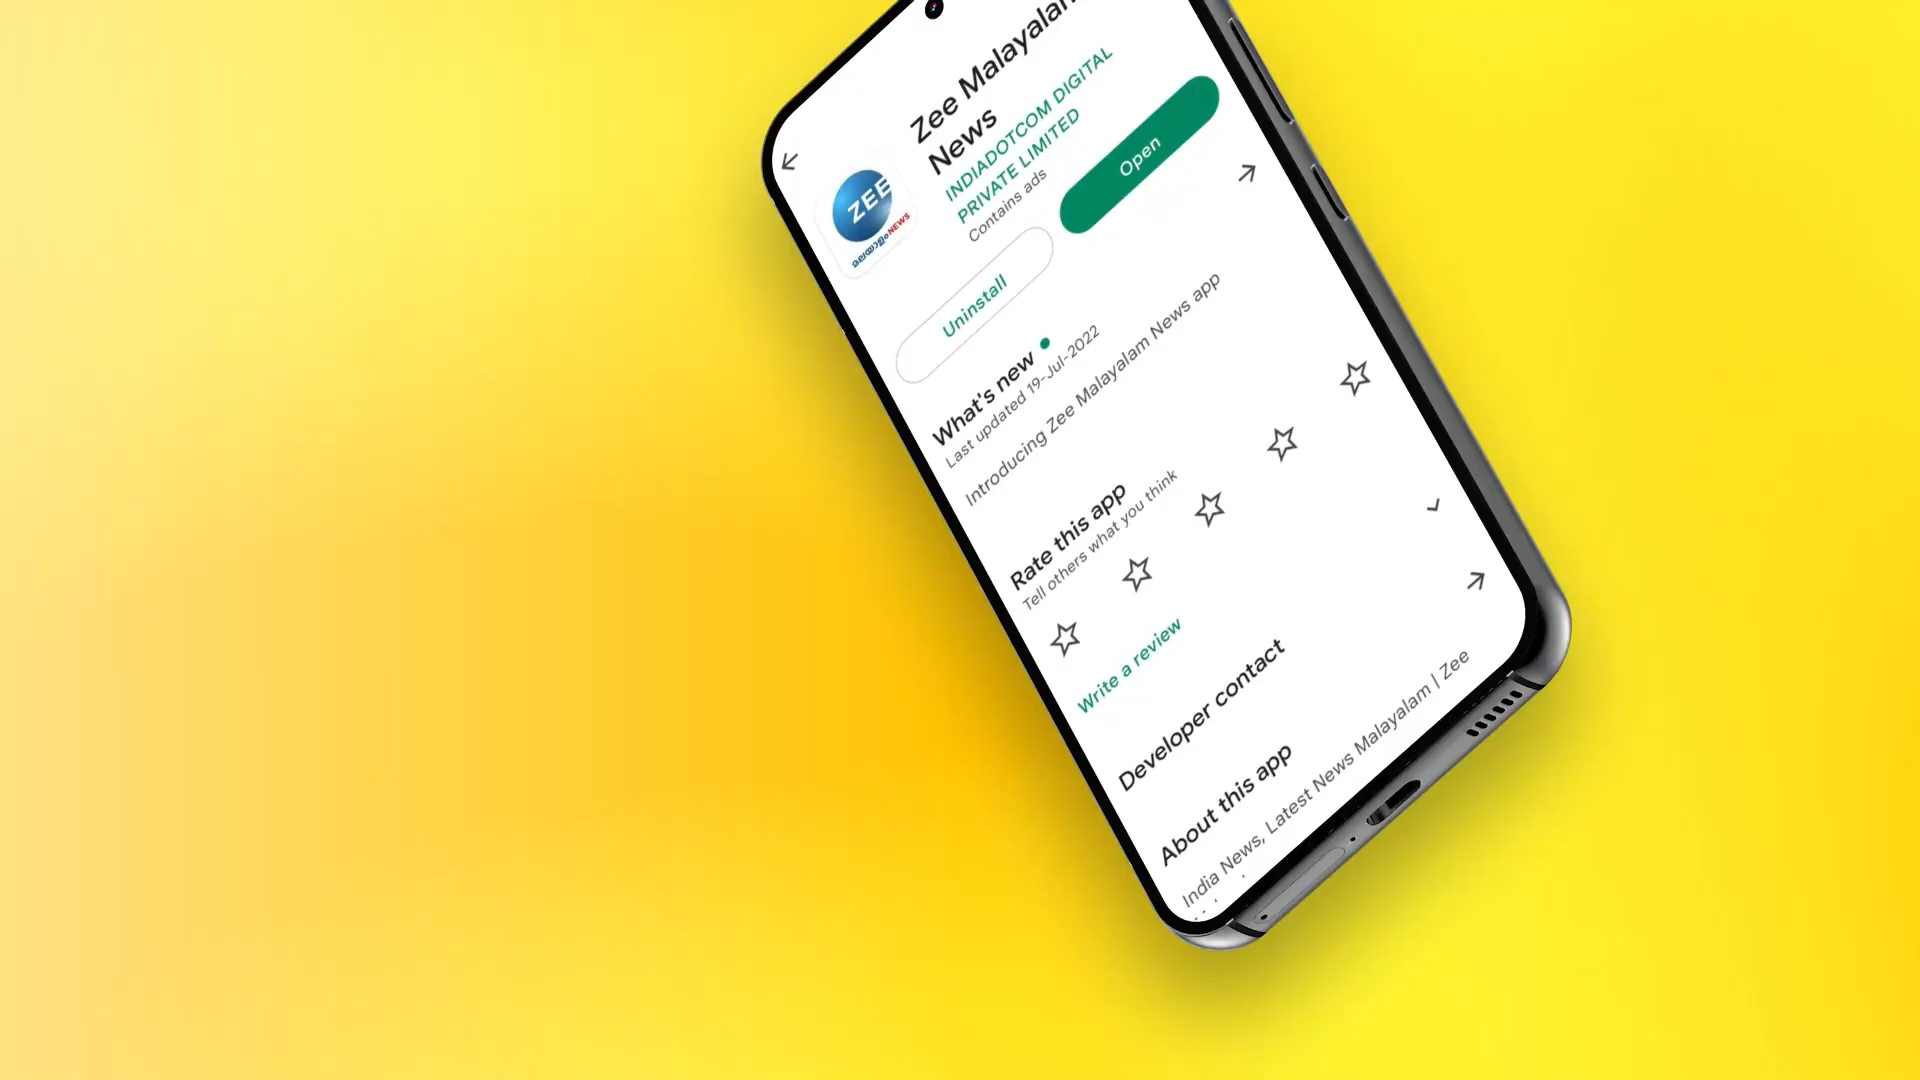 Zee Malayalam
News
INDIADOTCOM DIGITAL
PRIVATE LIMITED
Contains ads
ZEE
മലയാളം NEWS
Uninstall
Open
What's new
Last updated 19-Jul-2022
Introducing Zee Malayalam News app
Rate this app
Tell others what you think
Write a review
Developer contact
About this app
India News, Latest News Malayalam | Zee